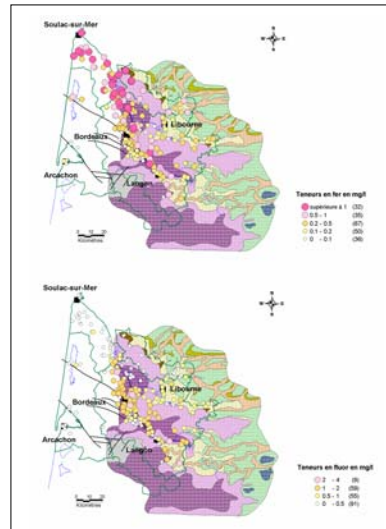 Soulac-sur-Mer
N
W E
S
Libourne
Bordeaux
Arcachon
Langon
Teneurs en fer en mg/l
supérieure à 1 (32)
0.5 - 1 (35)
0.2 - 0.5 (67)
0.1 - 0.2 (50)
0 - 0.1 (36)
Kilomètres
Soulac-sur-Mer
N
W E
S
Libourne
Bordeaux
Arcachon
Langon
Teneurs en fluor en mg/l
2 - 4 (9)
1 - 2 (59)
0.5 - 1 (55)
0 - 0.5 (91)
Kilomètres